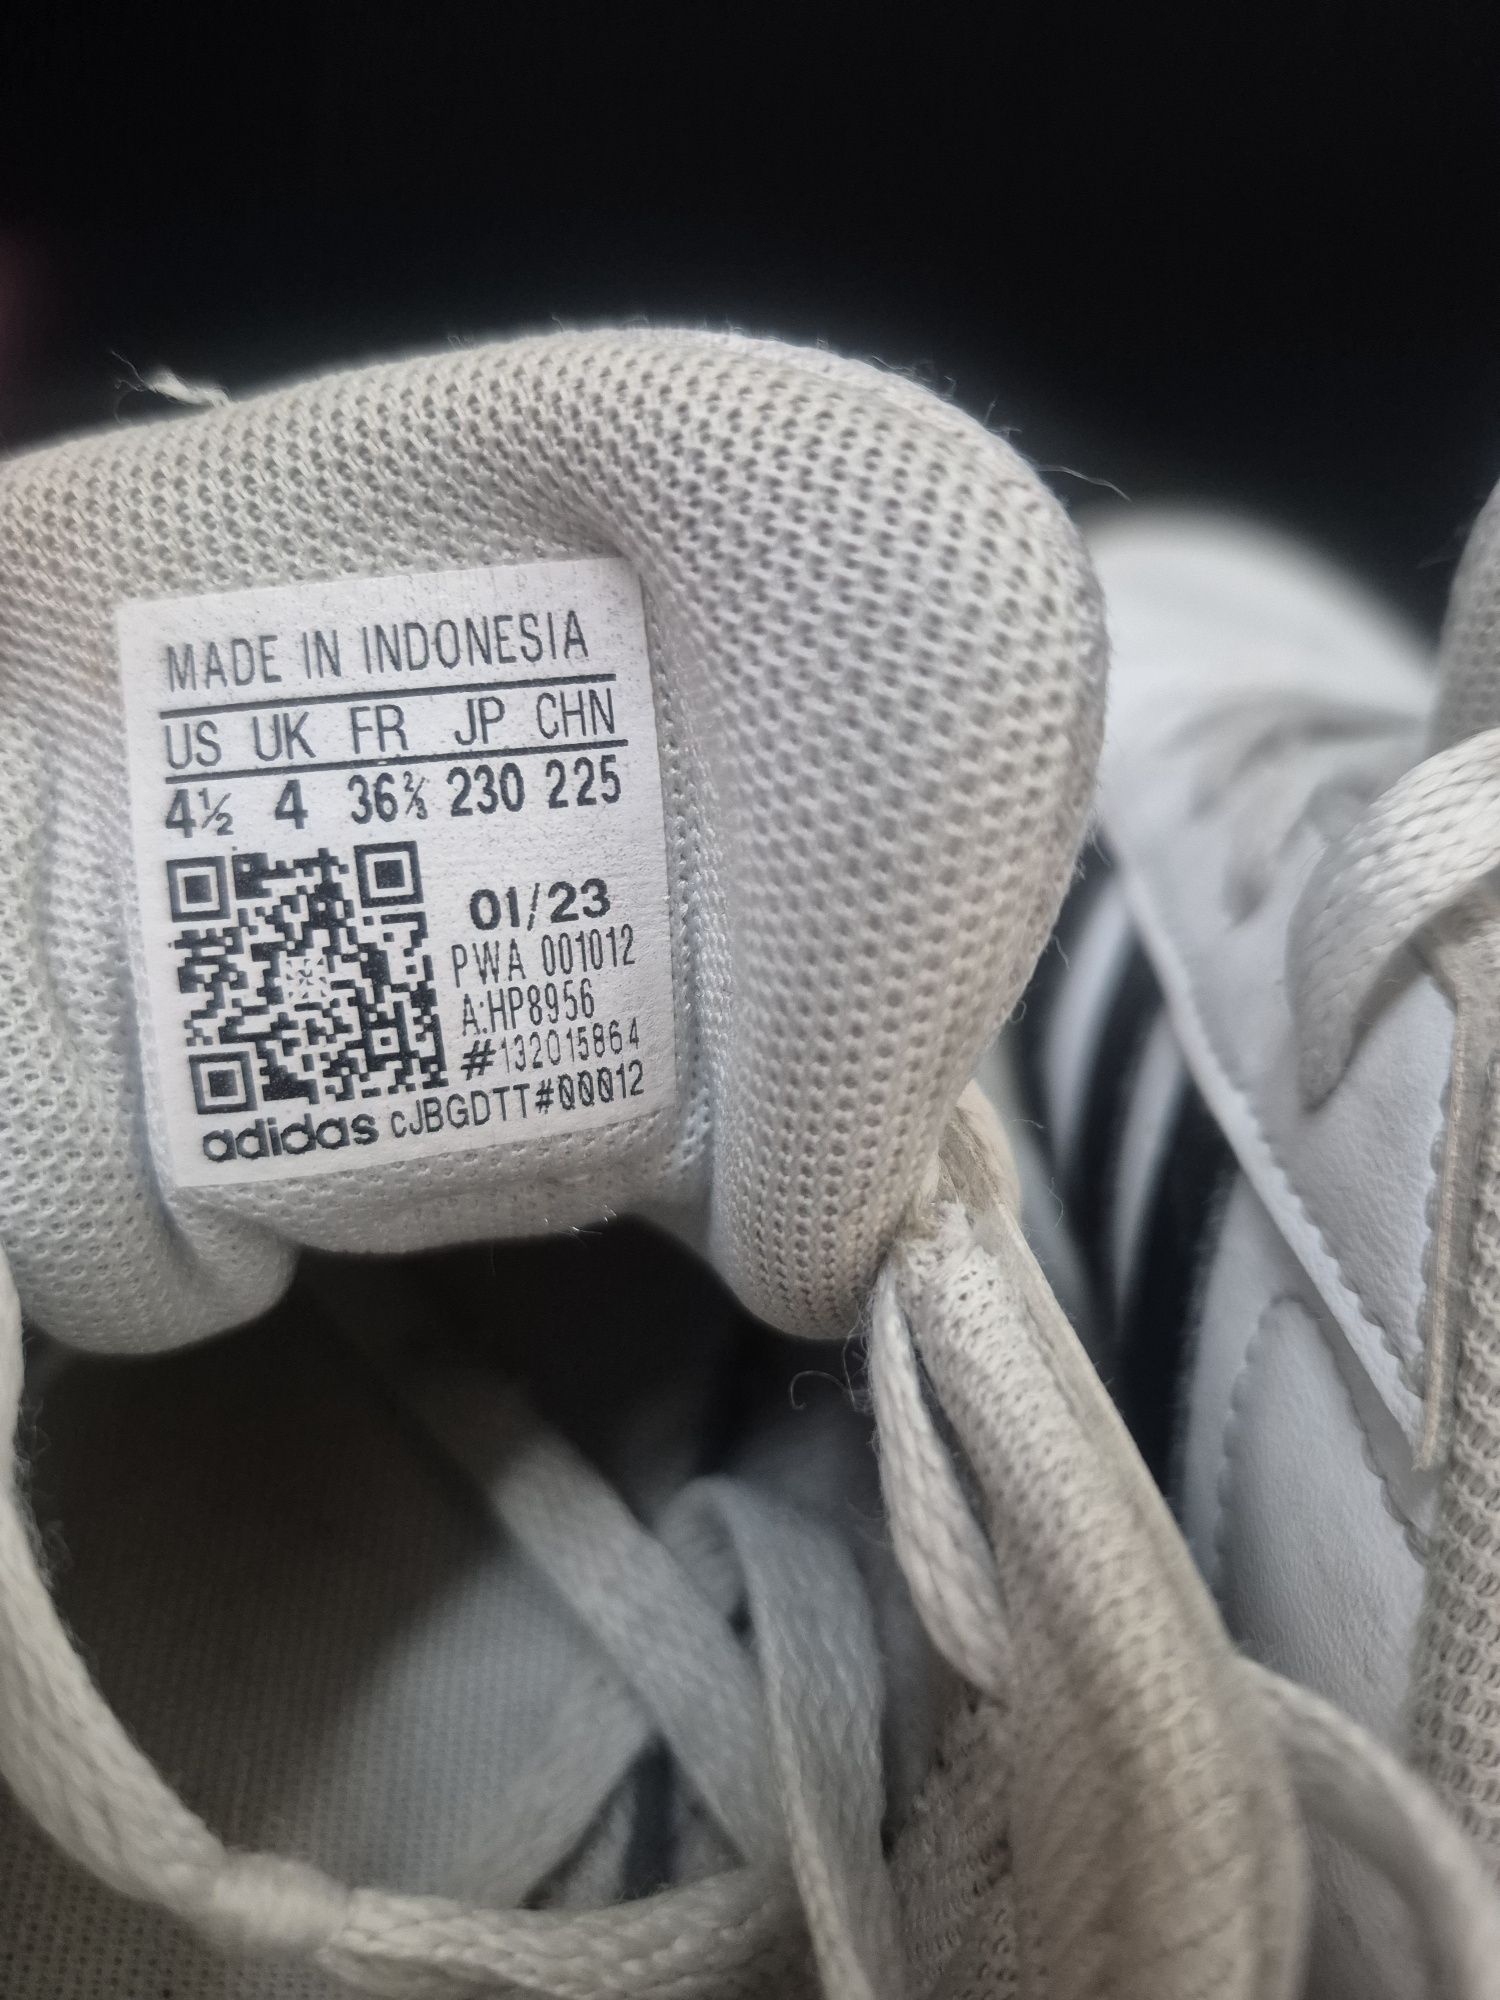 MADE IN INDONESIA
US UK FR JP CHN
4½ 4 36⅔ 230 225
01/23
PWA 001012
A:HP8956
#132015864
adidas cJBGDTT#00012